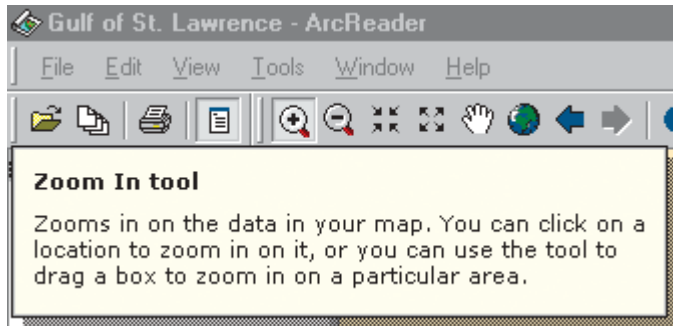 Gulf of St. Lawrence - ArcReader
File Edit View Tools Window Help
Zoom In tool
Zooms in on the data in your map. You can click on a
location to zoom in on it, or you can use the tool to
drag a box to zoom in on a particular area.